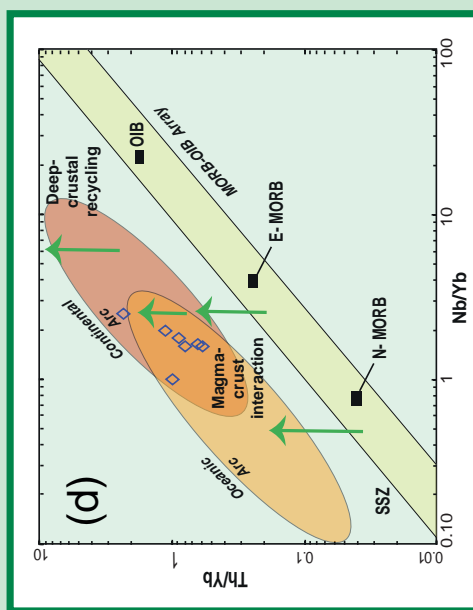 (d)
Th/Yb
10
1
0.1
0.01
Nb/Yb
0.10
1
10
100
Deep-
crustal
recycling
Continental
Arc
Magma-
crust
interaction
Oceanic
Arc
SSZ
MORB-OIB Array
OIB
E- MORB
N- MORB